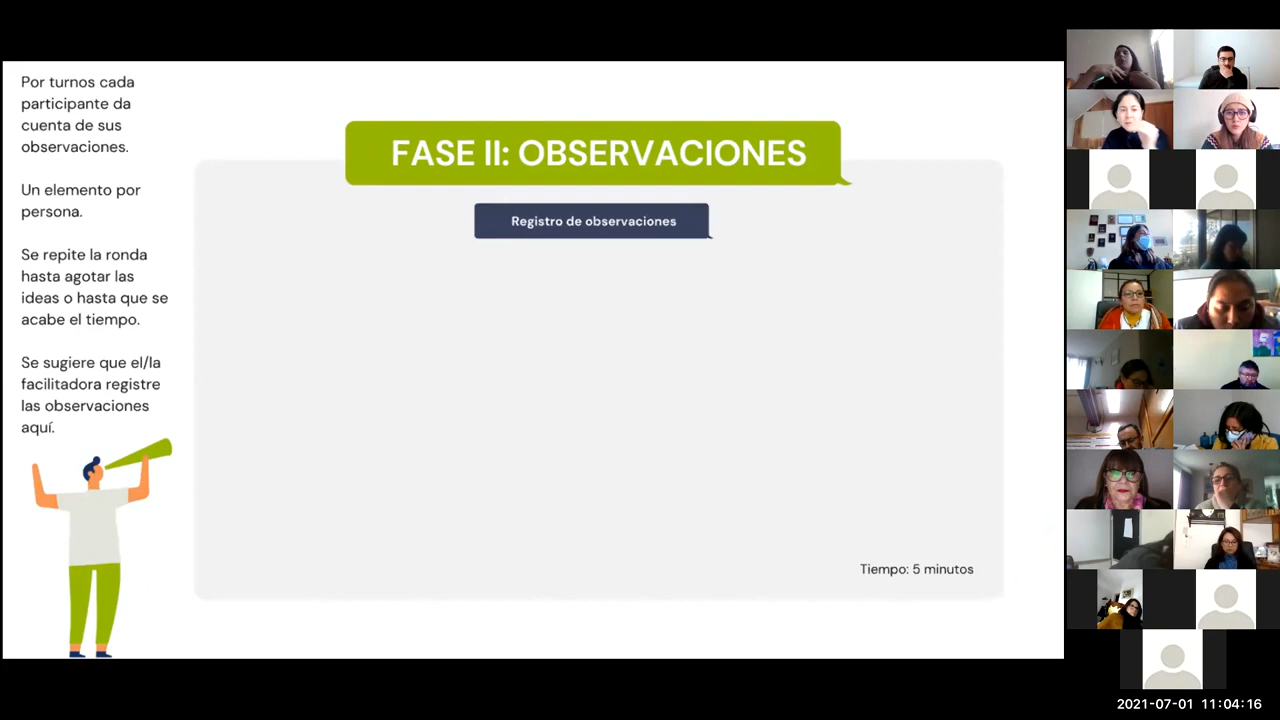 Por turnos cada
participante da
cuenta de sus
observaciones.
Un elemento por
persona.
Se repite la ronda
hasta agotar las
ideas o hasta que se
acabe el tiempo.
Se sugiere que el/la
facilitadora registre
las observaciones
aquí.
FASE II: OBSERVACIONES
Registro de observaciones
Tiempo: 5 minutos
2021-07-01 11:04:16